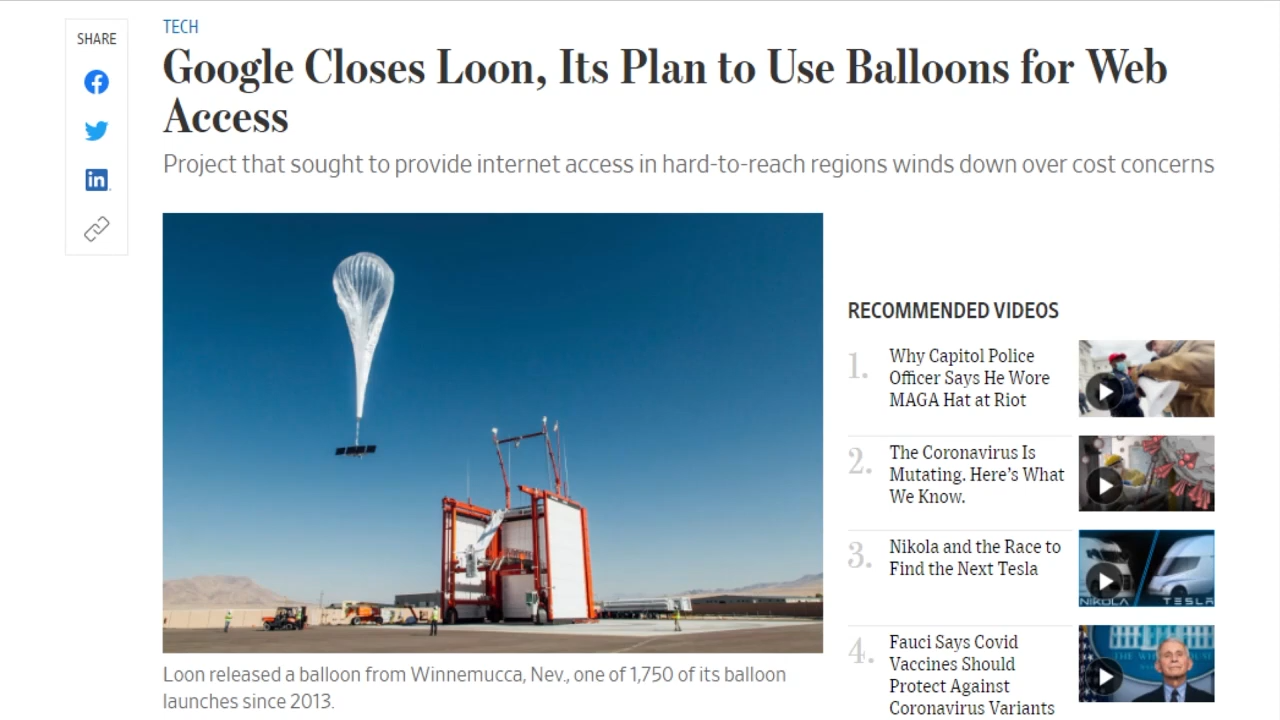 SHARE
in
TECH
Google Closes Loon, Its Plan to Use Balloons for Web
Access
Project that sought to provide internet access in hard-to-reach regions winds down over cost concerns
Loon released a balloon from Winnemucca, Nev., one of 1,750 of its balloon
launches since 2013.
RECOMMENDED VIDEOS
1.
Why Capitol Police
Officer Says He Wore
MAGA Hat at Riot
2.
The Coronavirus Is
Mutating. Here’s What
We Know.
3.
Nikola and the Race to
Find the Next Tesla
NIKOLA
TESLA
4.
Fauci Says Covid
Vaccines Should
Protect Against
Coronavirus Variants